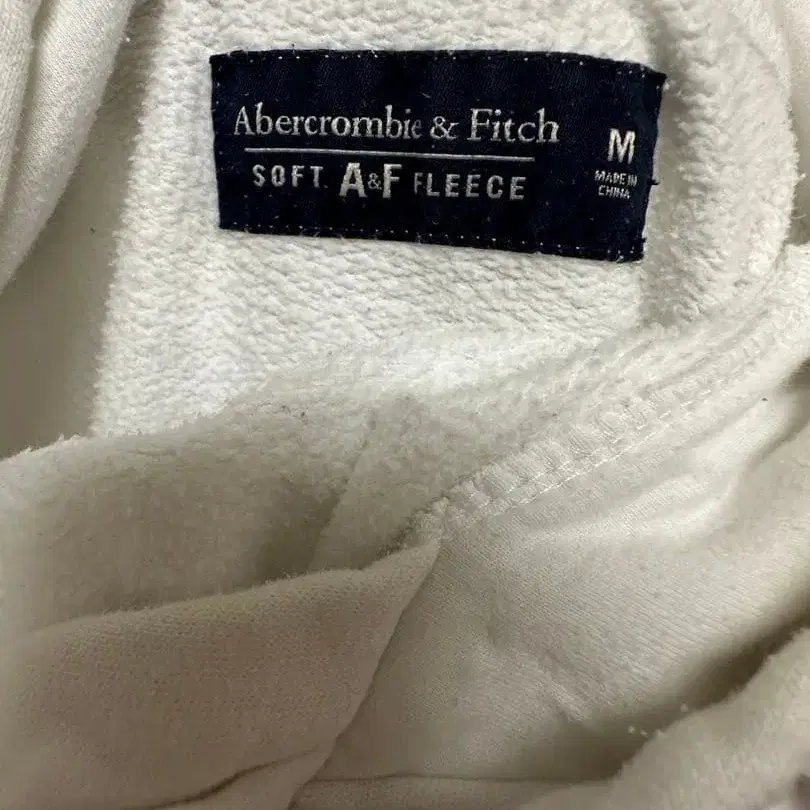 Abercrombie & Fitch
SOFT A&F FLEECE
M
MADE IN
CHINA